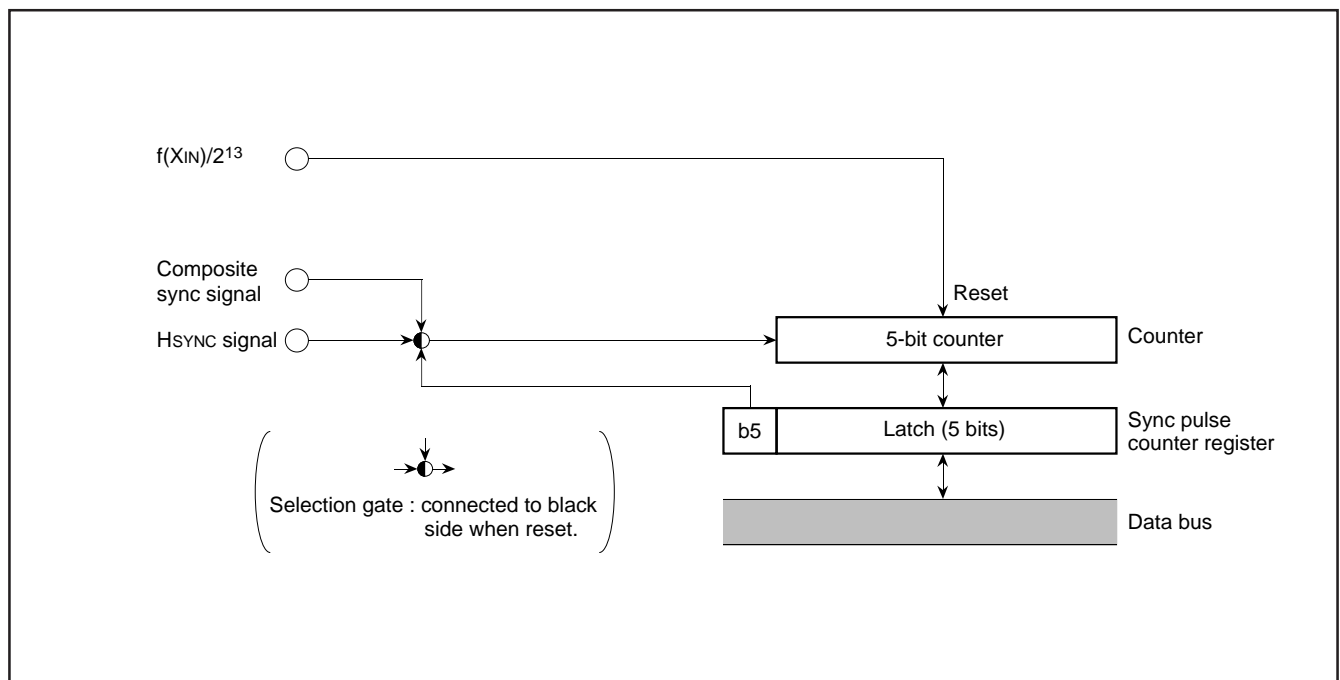 f(XIN)/2¹³
Composite
sync signal
HSYNC signal
Reset
5-bit counter
Counter
b5
Latch (5 bits)
Sync pulse
counter register
Selection gate : connected to black
side when reset.
Data bus